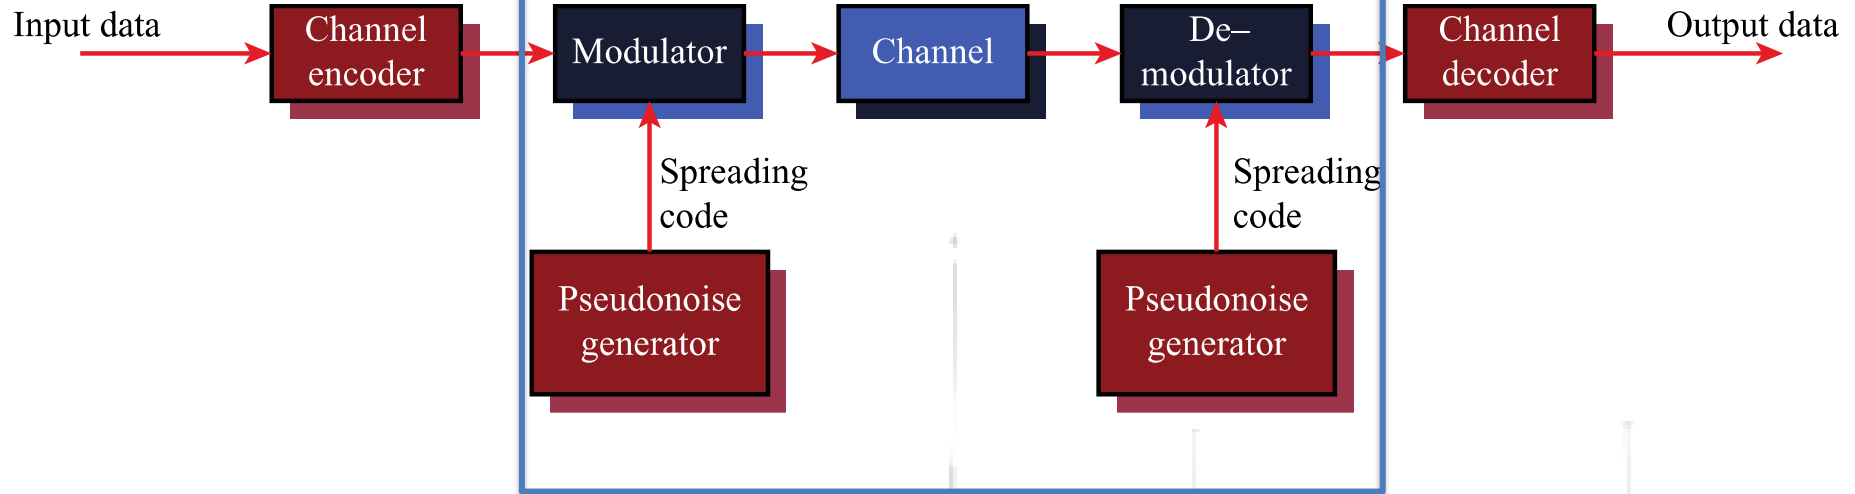 Input data
Channel
encoder
Modulator
Channel
De–
modulator
Channel
decoder
Output data
Spreading
code
Spreading
code
Pseudonoise
generator
Pseudonoise
generator